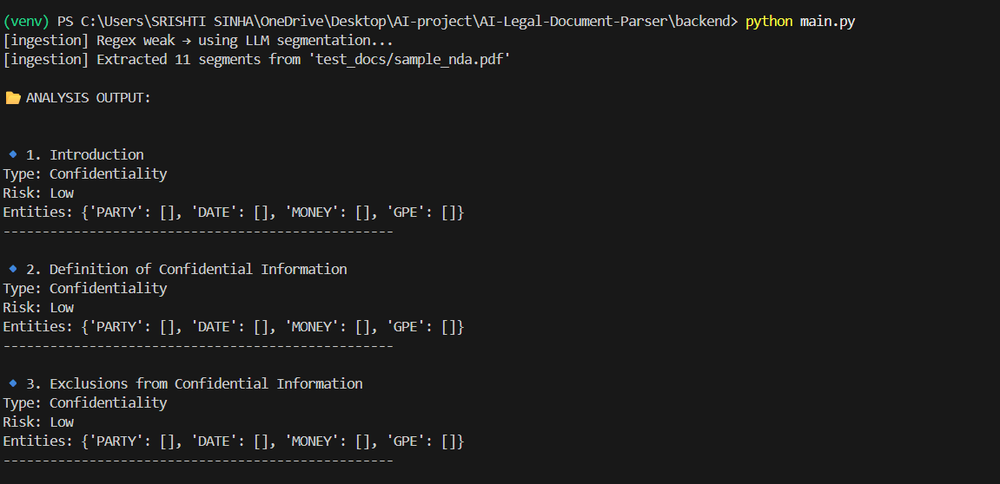 (venv) PS C:\Users\SRISHTI SINHA\OneDrive\Desktop\AI-project\AI-Legal-Document-Parser\backend> python main.py
[ingestion] Regex weak → using LLM segmentation...
[ingestion] Extracted 11 segments from 'test_docs/sample_nda.pdf'
📂 ANALYSIS OUTPUT:
🔹 1. Introduction
Type: Confidentiality
Risk: Low
Entities: {'PARTY': [], 'DATE': [], 'MONEY': [], 'GPE': []}
--------------------------------------------------
🔹 2. Definition of Confidential Information
Type: Confidentiality
Risk: Low
Entities: {'PARTY': [], 'DATE': [], 'MONEY': [], 'GPE': []}
--------------------------------------------------
🔹 3. Exclusions from Confidential Information
Type: Confidentiality
Risk: Low
Entities: {'PARTY': [], 'DATE': [], 'MONEY': [], 'GPE': []}
--------------------------------------------------